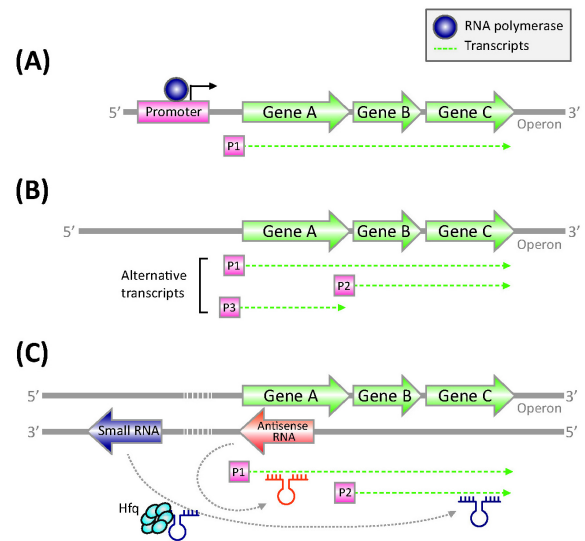 RNA polymerase
Transcripts
(A)
5’ Promoter Gene A Gene B Gene C 3’
Operon
P1
(B)
5’ Gene A Gene B Gene C 3’
Operon
Alternative
transcripts
P1
P2
P3
(C)
5’ Gene A Gene B Gene C 3’
Operon
3’ Small RNA Antisense
RNA 5’
P1
P2
Hfq